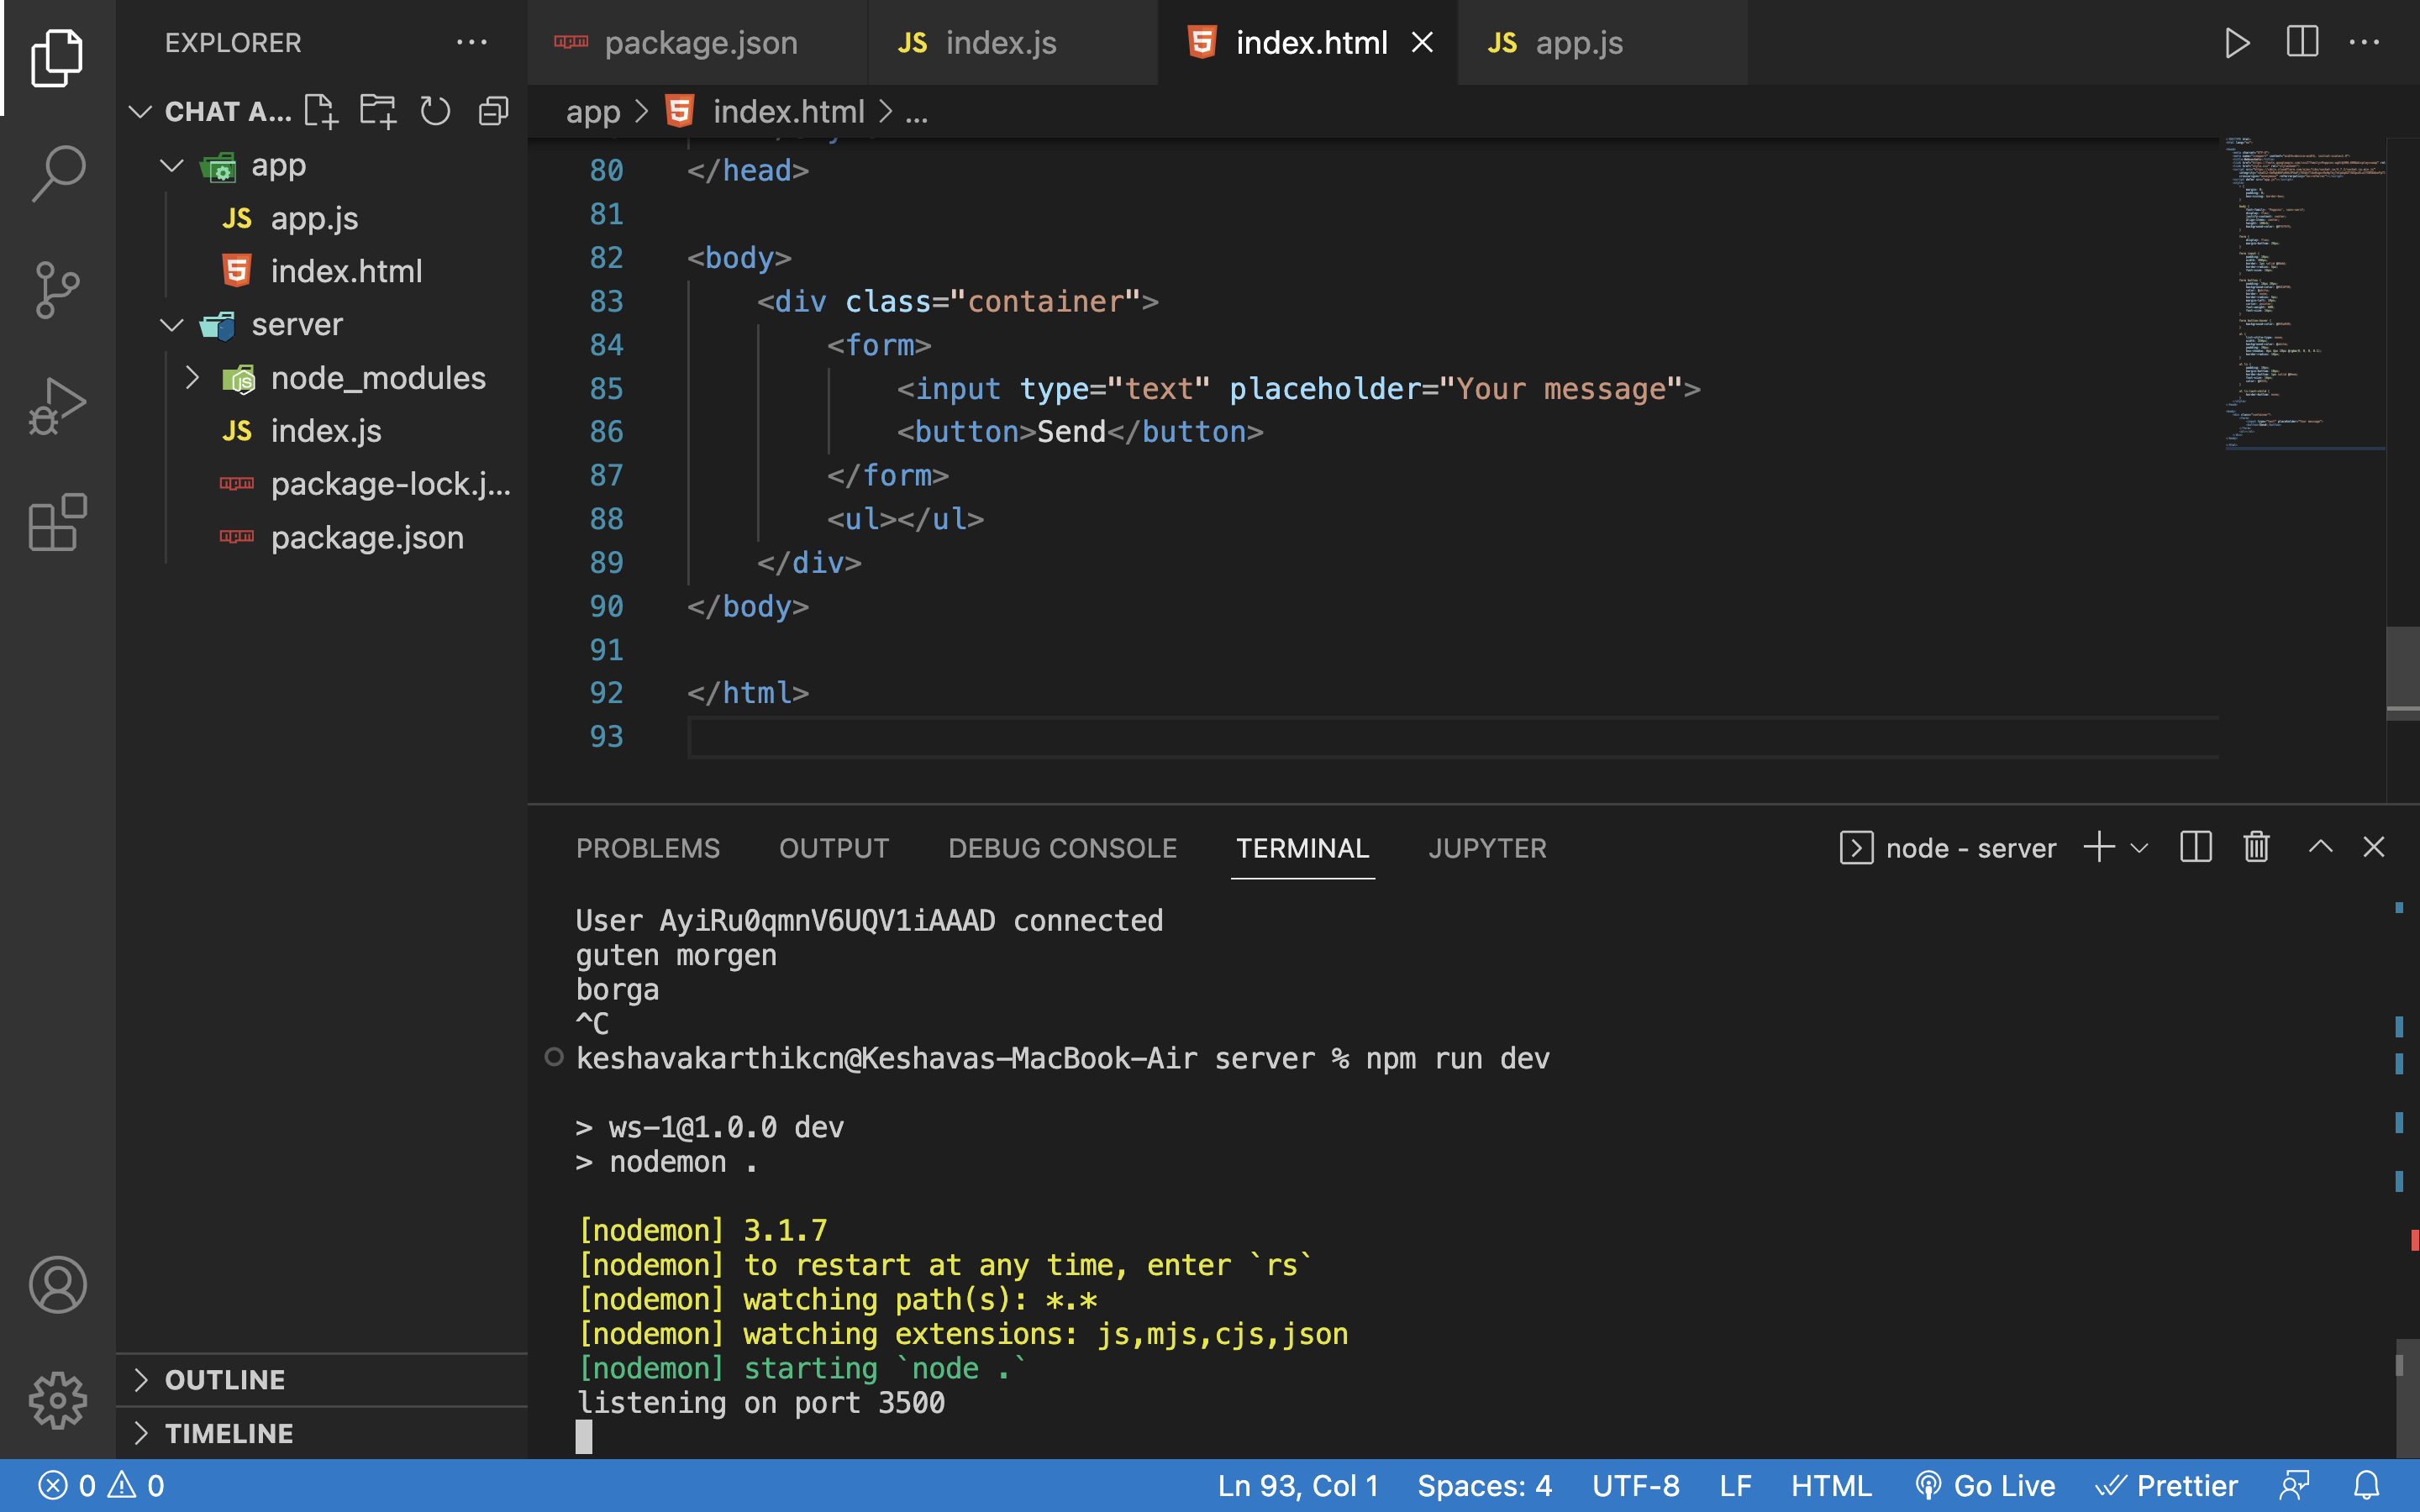 EXPLORER
CHAT A...
app
JS app.js
index.html
server
node_modules
JS index.js
package-lock.j...
package.json
OUTLINE
TIMELINE
package.json
JS index.js
index.html
JS app.js
app > index.html > ...
80 </head>
81
82 <body>
83 <div class="container">
84 <form>
85 <input type="text" placeholder="Your message">
86 <button>Send</button>
87 </form>
88 <ul></ul>
89 </div>
90 </body>
91
92 </html>
93
PROBLEMS OUTPUT DEBUG CONSOLE TERMINAL JUPYTER
node - server
User AyiRu0qmnV6UQV1iAAAD connected
guten morgen
borga
^C
keshavakarthikcn@Keshavas-MacBook-Air server % npm run dev
> ws-1@1.0.0 dev
> nodemon .
[nodemon] 3.1.7
[nodemon] to restart at any time, enter `rs`
[nodemon] watching path(s): *.*
[nodemon] watching extensions: js,mjs,cjs,json
[nodemon] starting `node .`
listening on port 3500
0 0 Ln 93, Col 1 Spaces: 4 UTF-8 LF HTML Go Live Prettier